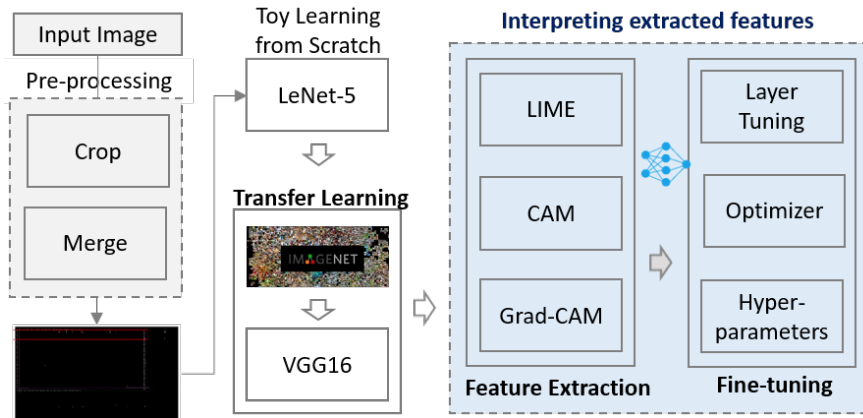 Input Image
Pre-processing
Crop
Merge
Toy Learning
from Scratch
LeNet-5
Transfer Learning
IMAGENET
VGG16
Interpreting extracted features
LIME
CAM
Grad-CAM
Feature Extraction
Layer
Tuning
Optimizer
Hyper-
parameters
Fine-tuning